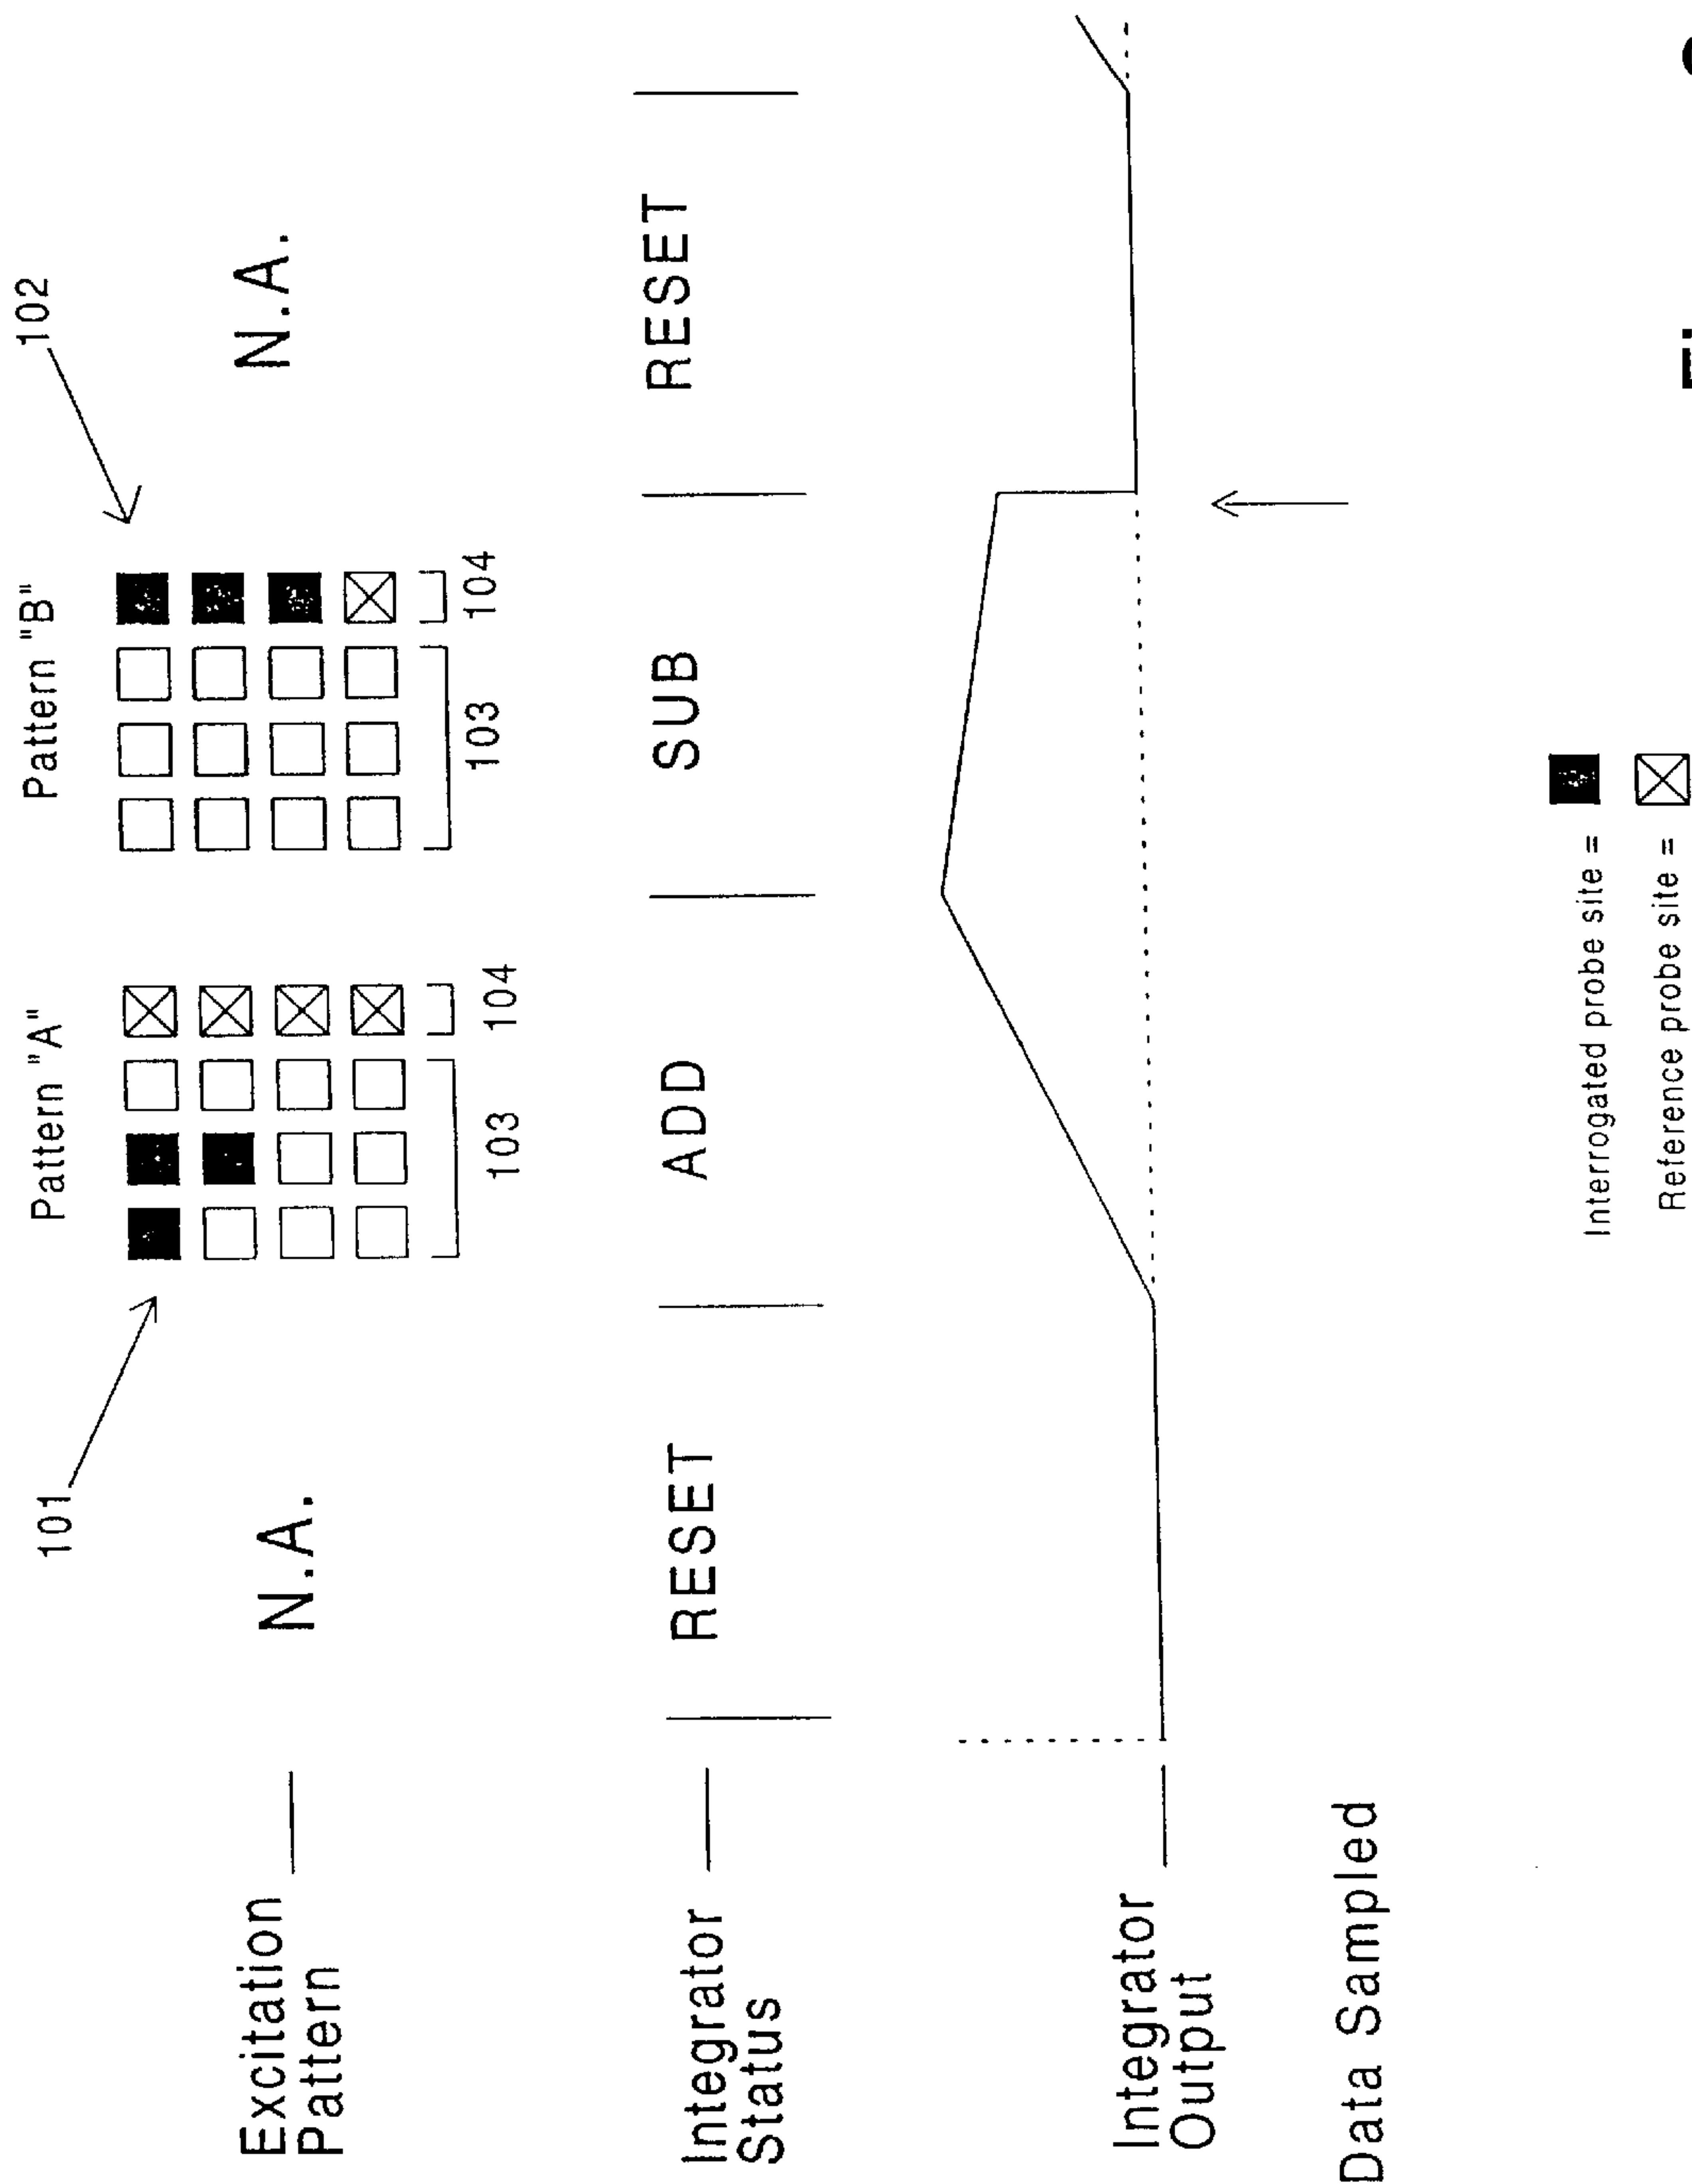 Pattern "A"
Pattern "B"
101
102
Excitation
Pattern
N.A.
N.A.
103
104
103
104
Integrator
Status
RESET
ADD
SUB
RESET
Integrator
Output
Data Sampled
Interrogated probe site =
Reference probe site =